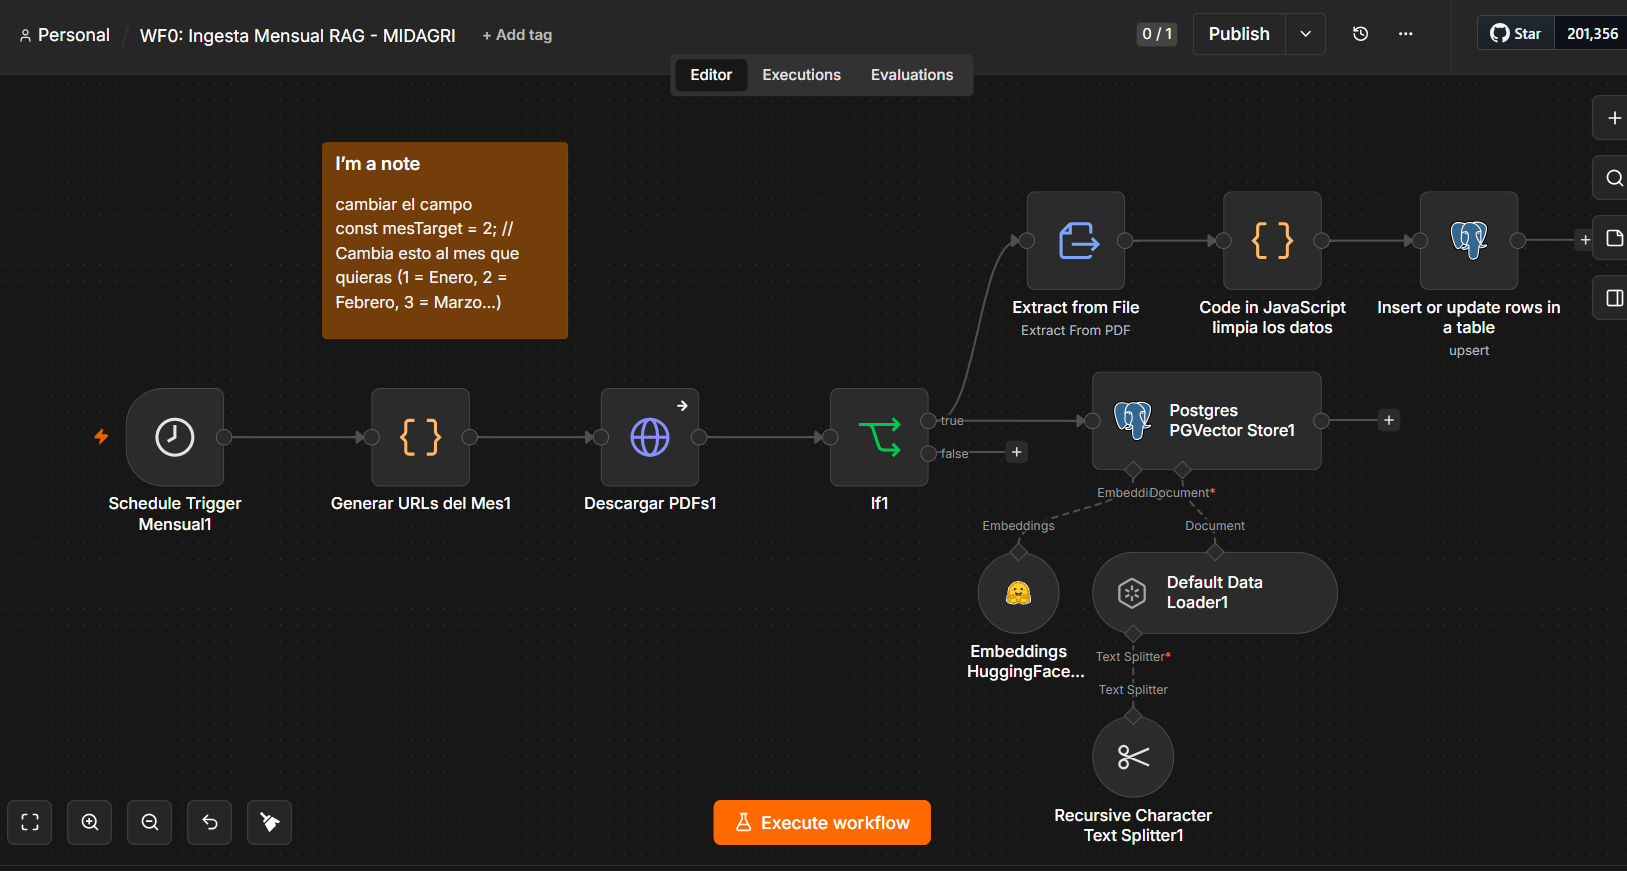 Personal / WF0: Ingesta Mensual RAG - MIDAGRI + Add tag
0 / 1 Publish Star 201,356
Editor Executions Evaluations
I'm a note
cambiar el campo
const mesTarget = 2; //
Cambia esto al mes que
quieras (1 = Enero, 2 =
Febrero, 3 = Marzo...)
Extract from File
Extract From PDF
Code in JavaScript
limpia los datos
Insert or update rows in
a table
upsert
Schedule Trigger
Mensual1
Generar URLs del Mes1
Descargar PDFs1
If1
true
false
Postgres
PGVector Store1
EmbeddiDocument*
Embeddings
Document
Embeddings
HuggingFace...
Default Data
Loader1
Text Splitter*
Text Splitter
Recursive Character
Text Splitter1
Execute workflow